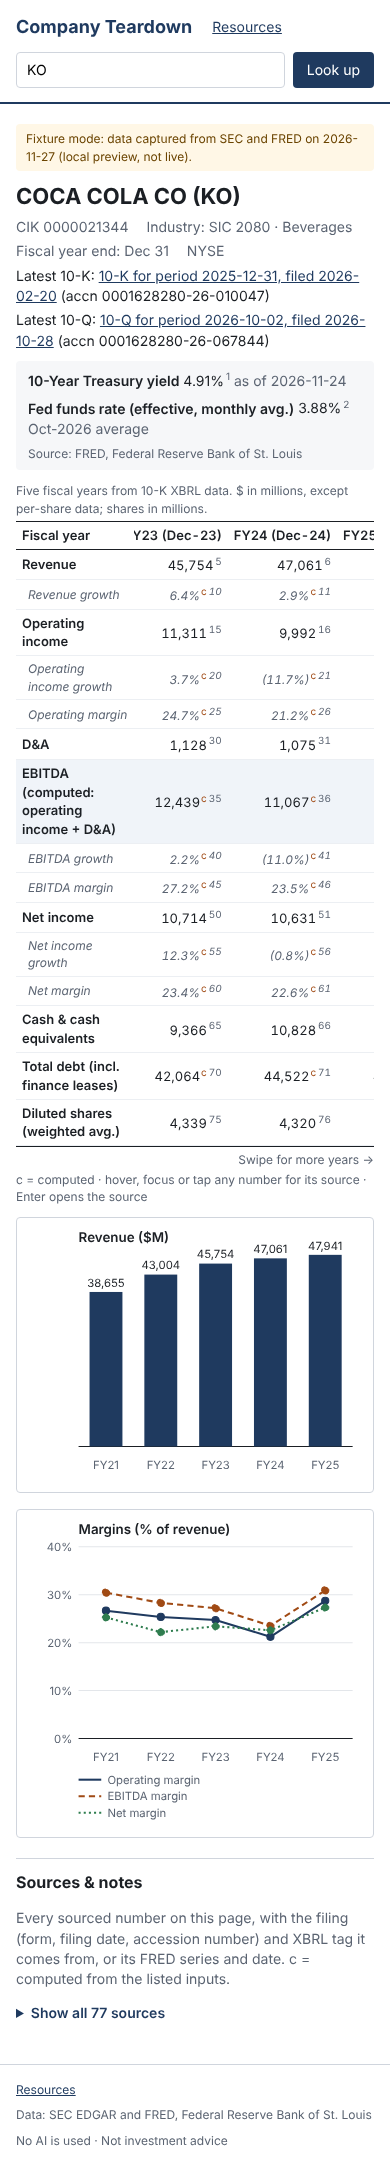 Company Teardown Resources
KO Look up
Fixture mode: data captured from SEC and FRED on 2026-
11-27 (local preview, not live).
COCA COLA CO (KO)
CIK 0000021344 Industry: SIC 2080 · Beverages
Fiscal year end: Dec 31 NYSE
Latest 10-K: 10-K for period 2025-12-31, filed 2026-
02-20 (accn 0001628280-26-010047)
Latest 10-Q: 10-Q for period 2026-10-02, filed 2026-
10-28 (accn 0001628280-26-067844)
10-Year Treasury yield 4.91% 1 as of 2026-11-24
Fed funds rate (effective, monthly avg.) 3.88% 2
Oct-2026 average
Source: FRED, Federal Reserve Bank of St. Louis
Five fiscal years from 10-K XBRL data. $ in millions, except
per-share data; shares in millions.
Fiscal year Y23 (Dec-23) FY24 (Dec-24) FY25
Revenue 45,754 5 47,061 6
Revenue growth 6.4% c 10 2.9% c 11
Operating
income 11,311 15 9,992 16
Operating
income growth 3.7% c 20 (11.7%) c 21
Operating margin 24.7% c 25 21.2% c 26
D&A 1,128 30 1,075 31
EBITDA
(computed:
operating
income + D&A) 12,439 c 35 11,067 c 36
EBITDA growth 2.2% c 40 (11.0%) c 41
EBITDA margin 27.2% c 45 23.5% c 46
Net income 10,714 50 10,631 51
Net income
growth 12.3% c 55 (0.8%) c 56
Net margin 23.4% c 60 22.6% c 61
Cash & cash
equivalents 9,366 65 10,828 66
Total debt (incl.
finance leases) 42,064 c 70 44,522 c 71
Diluted shares
(weighted avg.) 4,339 75 4,320 76
Swipe for more years →
c = computed · hover, focus or tap any number for its source ·
Enter opens the source
Revenue ($M)
38,655 43,004 45,754 47,061 47,941
FY21 FY22 FY23 FY24 FY25
Margins (% of revenue)
40%
30%
20%
10%
0%
FY21 FY22 FY23 FY24 FY25
Operating margin
EBITDA margin
Net margin
Sources & notes
Every sourced number on this page, with the filing
(form, filing date, accession number) and XBRL tag it
comes from, or its FRED series and date. c =
computed from the listed inputs.
▶ Show all 77 sources
Resources
Data: SEC EDGAR and FRED, Federal Reserve Bank of St. Louis
No AI is used · Not investment advice